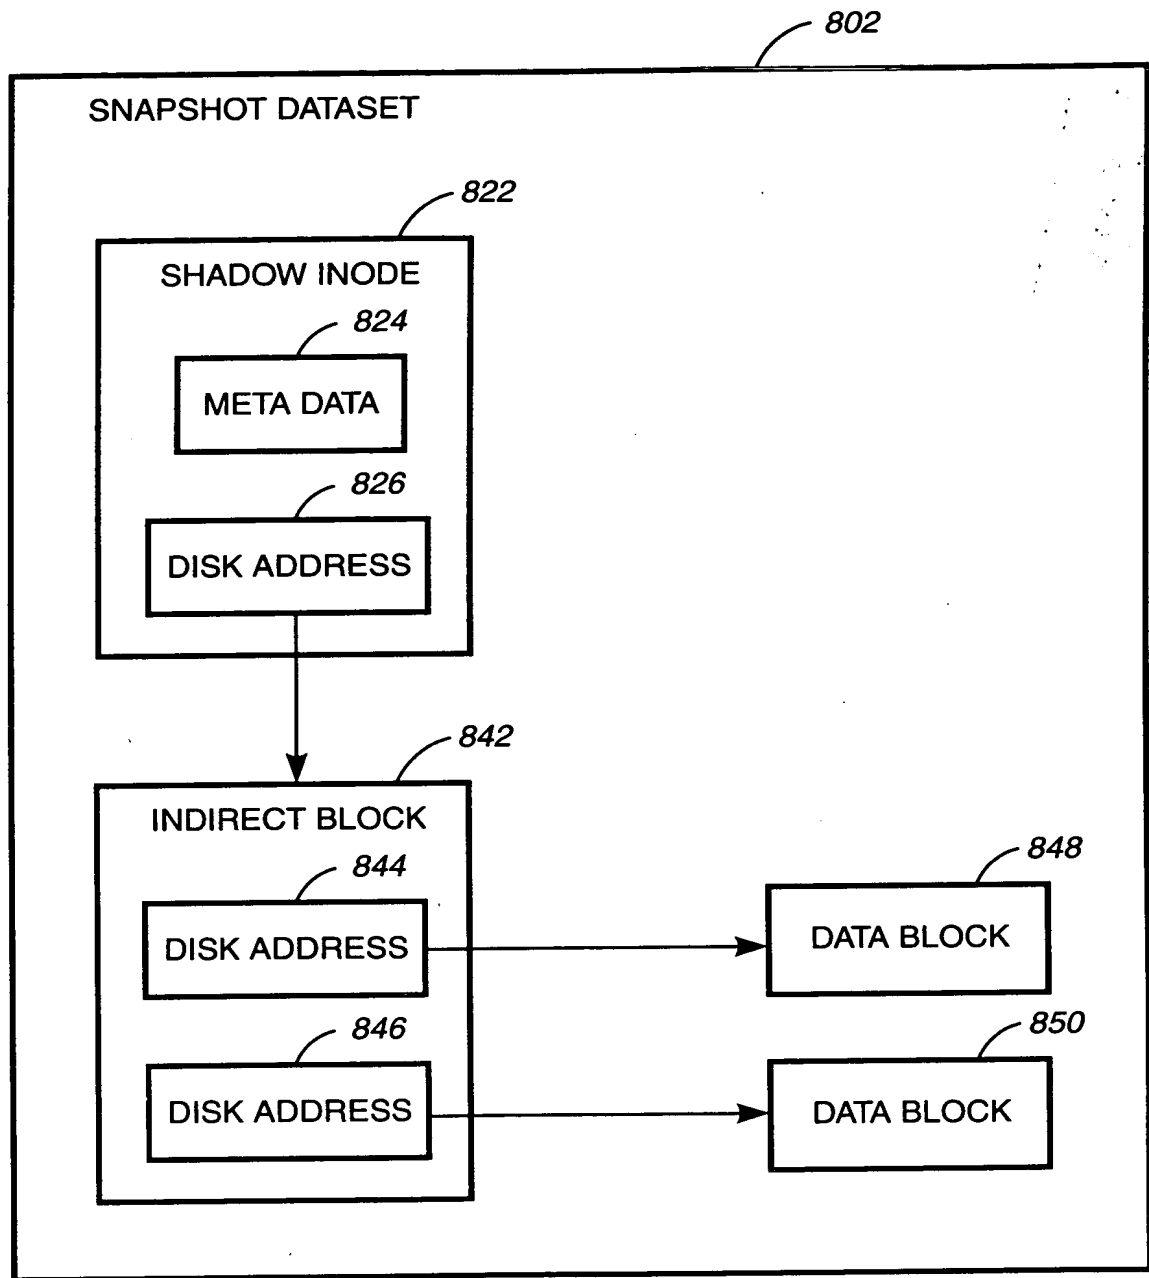 802
SNAPSHOT DATASET
822
SHADOW INODE
824
META DATA
826
DISK ADDRESS
842
INDIRECT BLOCK
844
DISK ADDRESS
848
DATA BLOCK
846
DISK ADDRESS
850
DATA BLOCK